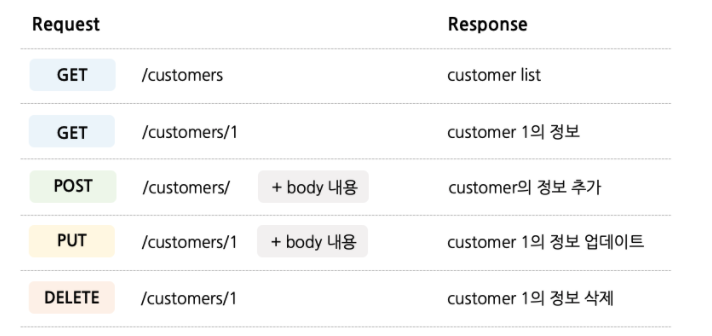 Request Response
GET /customers customer list
GET /customers/1 customer 1의 정보
POST /customers/ + body 내용 customer의 정보 추가
PUT /customers/1 + body 내용 customer 1의 정보 업데이트
DELETE /customers/1 customer 1의 정보 삭제